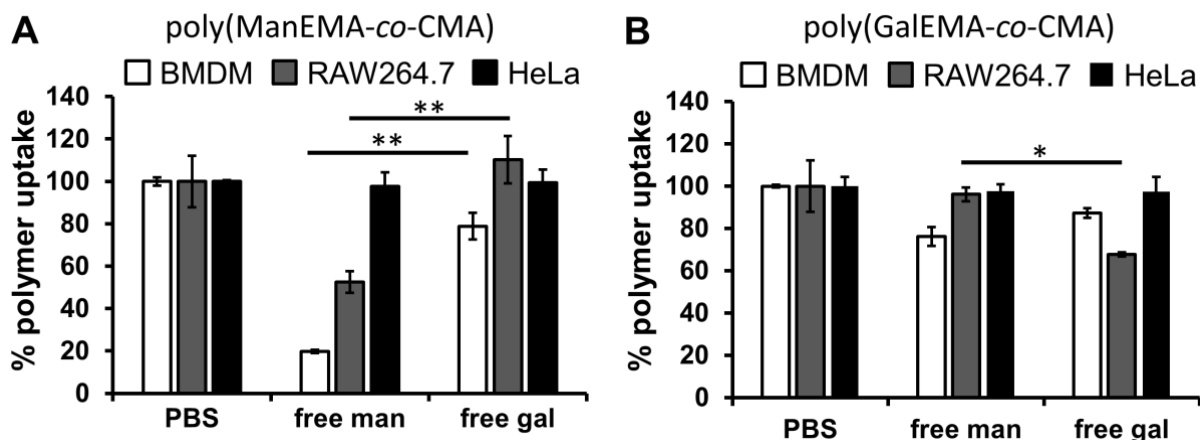 A
poly(ManEMA-co-CMA)
BMDM RAW264.7 HeLa
% polymer uptake
140
120
100
80
60
40
20
0
**
**
PBS free man free gal
B
poly(GalEMA-co-CMA)
BMDM RAW264.7 HeLa
% polymer uptake
140
120
100
80
60
40
20
0
*
PBS free man free gal